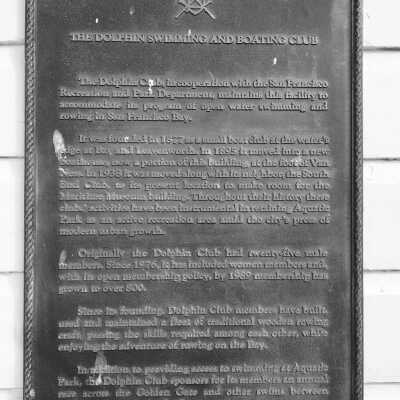 THE DOLPHIN SWIMMING AND BOATING CLUB
The Dolphin Club, in cooperation with the San Francisco
Recreation and Park Department, maintains this facility to
accommodate its program of open water swimming and
rowing in San Francisco Bay.
It was founded in 1877 as a small boat club at the water's
edge at and Leavenworth. In 1895 it moved into a new
boathouse, now a portion of this building, at the foot of Van
Ness. In 1938 it was moved along with its neighbor, the South
End Club, to its present location to make room for the
Maritime Museum building. Throughout their history these
clubs' activities have been instrumental in retaining Aquatic
Park as an active recreation area amid the city's press of
modern urban growth.
Originally the Dolphin Club had twenty-five male
members. Since 1976, it has included women members and,
with its open membership policy, by 1989 membership has
grown to over 800.
Since its founding, Dolphin Club members have built,
used and maintained a fleet of traditional wooden rowing
craft, passing the skills required among each other, while
enjoying the adventure of rowing on the Bay.
In addition to providing access to swimming at Aquatic
Park, the Dolphin Club sponsors for its members an annual
race across the Golden Gate and other swims between